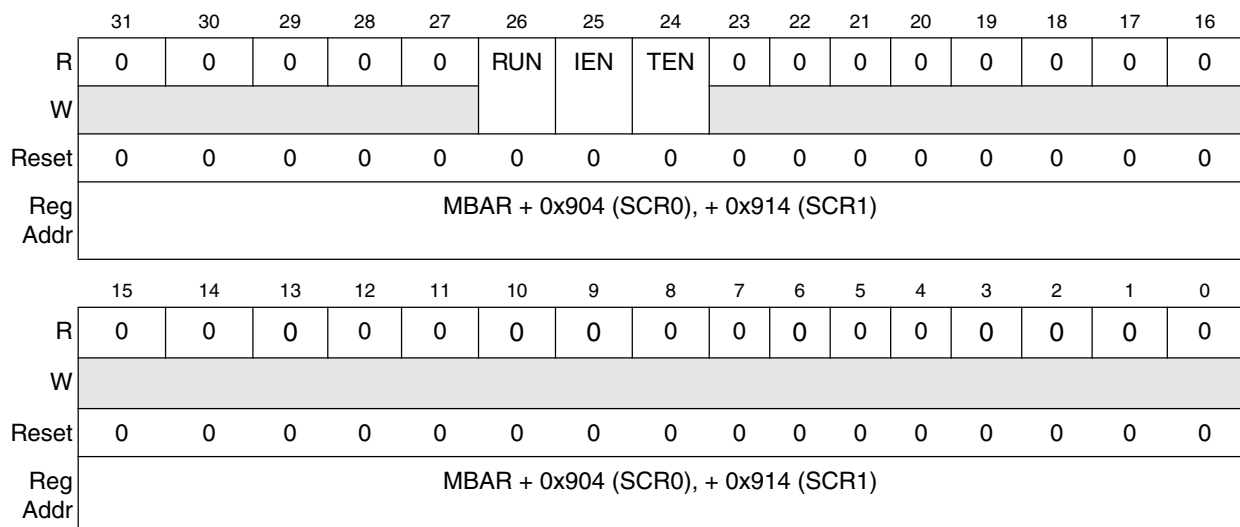 31 30 29 28 27 26 25 24 23 22 21 20 19 18 17 16
R 0 0 0 0 0 RUN IEN TEN 0 0 0 0 0 0 0 0
W
Reset 0 0 0 0 0 0 0 0 0 0 0 0 0 0 0 0
Reg Addr MBAR + 0x904 (SCR0), + 0x914 (SCR1)
15 14 13 12 11 10 9 8 7 6 5 4 3 2 1 0
R 0 0 0 0 0 0 0 0 0 0 0 0 0 0 0 0
W
Reset 0 0 0 0 0 0 0 0 0 0 0 0 0 0 0 0
Reg Addr MBAR + 0x904 (SCR0), + 0x914 (SCR1)